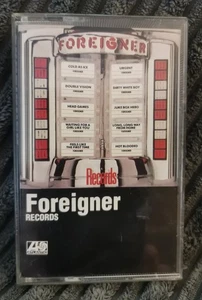 FOREIGNER
COLD AS ICE
DOUBLE VISION
HEAD GAMES
WAITING FOR A
GIRL LIKE YOU
FEELS LIKE
THE FIRST TIME
URGENT
DIRTY WHITE BOY
JUKE BOX HERO
LONG, LONG WAY
FROM HOME
HOT BLOODED
Records
Foreigner
RECORDS